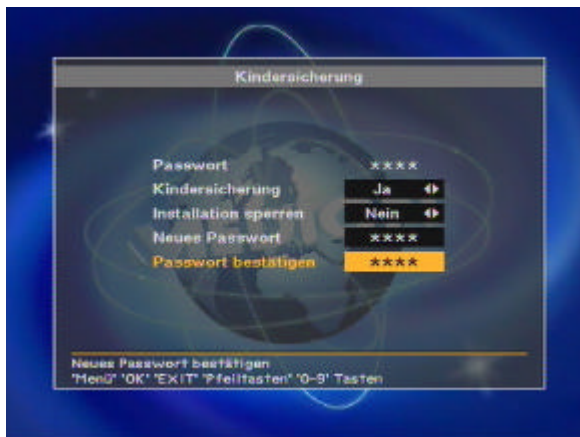 Kindersicherung
Passwort ****
Kindersicherung Ja
Installation sperren Nein
Neues Passwort ****
Passwort bestätigen ****
Neues Passwort bestätigen
'Menü' 'OK' 'EXIT' 'Pfeiltasten' '0-9' Tasten